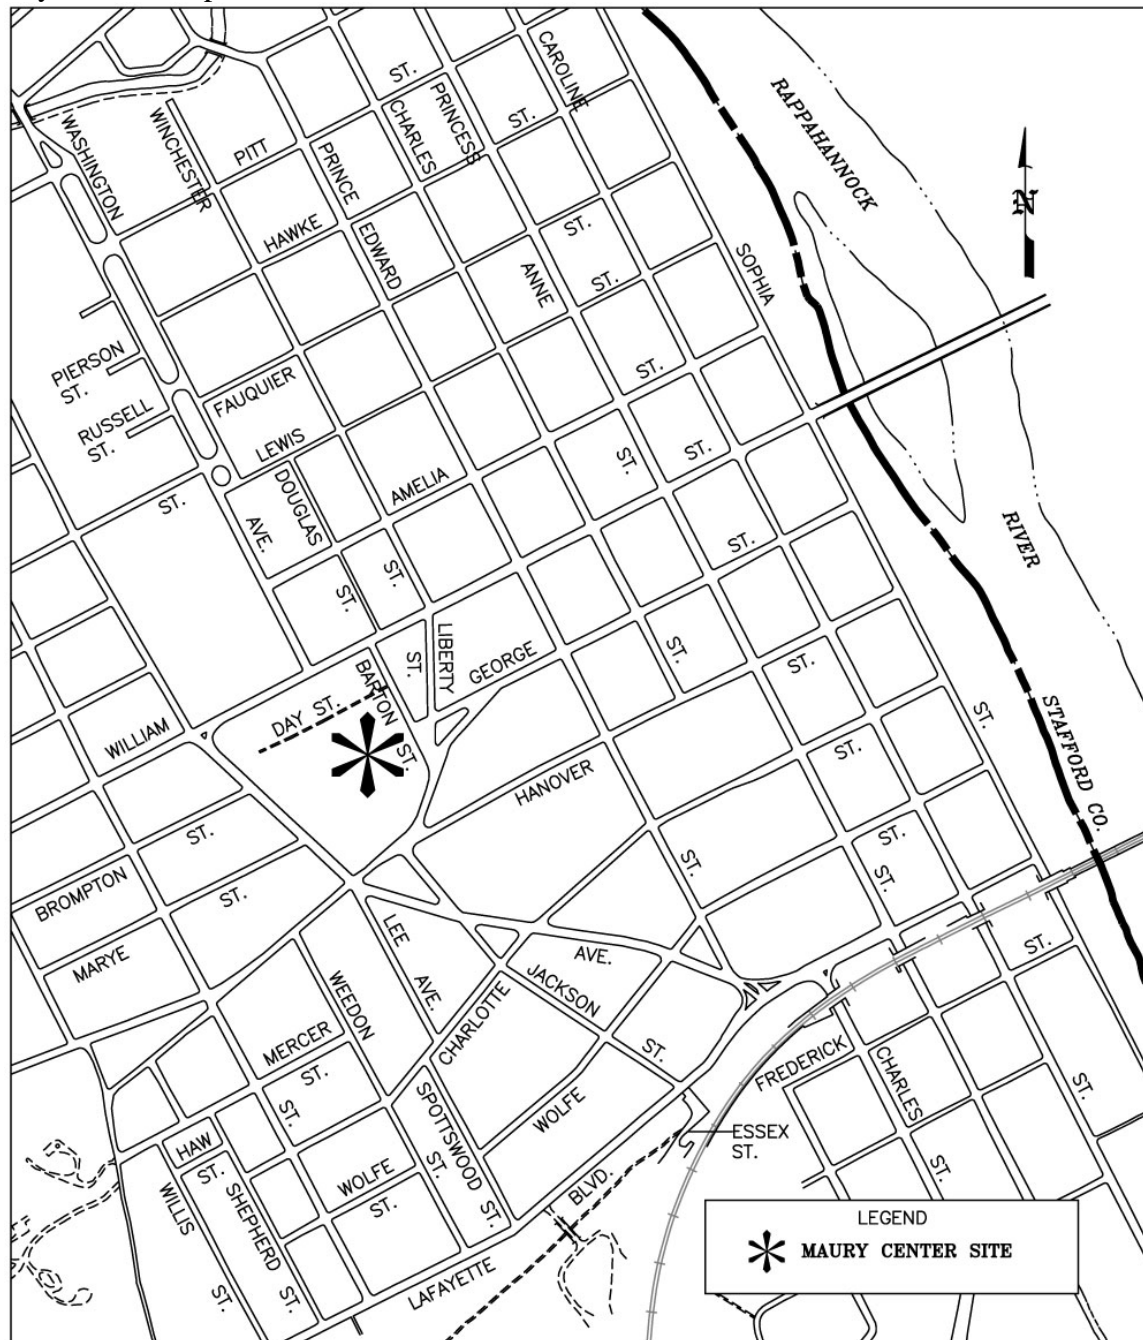 CAROLINE
ST.
PRINCESS
CHARLES
ST.
RAPPAHANNOCK
WASHINGTON
WINCHESTER
PITT
PRINCE
N
HAWKE
EDWARD
ST.
ANNE
ST.
SOPHIA
PIERSON
ST.
FAUQUIER
ST.
RUSSELL
ST.
LEWIS
ST.
ST.
AMELIA
DOUGLAS
ST.
AVE.
RIVER
ST.
ST.
ST.
LIBERTY
ST.
GEORGE
ST.
ST.
BARTON
ST.
DAY ST.
ST.
STAFFORD CO.
WILLIAM
HANOVER
ST.
ST.
ST.
ST.
ST.
BROMPTON
ST.
LEE
AVE.
AVE.
ST.
MARYE
JACKSON
WEEDON
CHARLOTTE
MERCER
ST.
ST.
FREDERICK
CHARLES
ST.
ST.
SPOTTSWOOD
ST.
WOLFE
ESSEX
ST.
HAW
ST.
WOLFE
ST.
ST.
BLVD.
ST.
WILLIS
ST.
SHEPHERD
ST.
LAFAYETTE
LEGEND
MAURY CENTER SITE